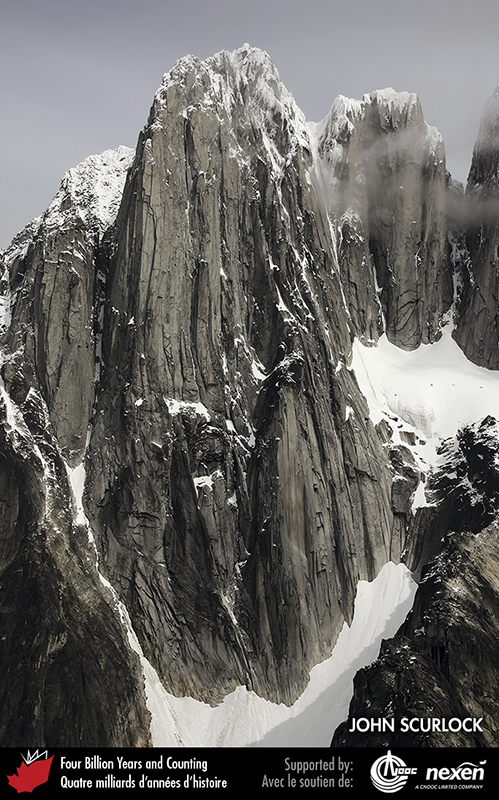 JOHN SCURLOCK
Four Billion Years and Counting
Quatre milliards d'années d'histoire
Supported by:
Avec le soutien de:
CNOOC
nexen
A CNOOC LIMITED COMPANY